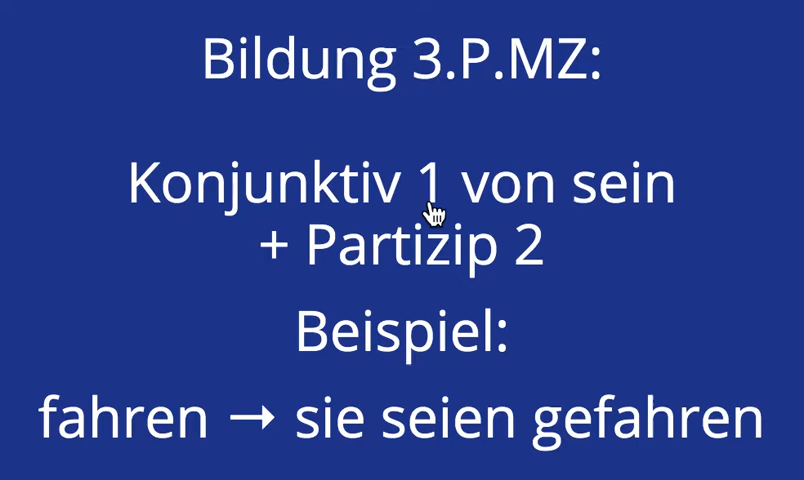 Bildung 3.P.MZ:
Konjunktiv 1 von sein
+ Partizip 2
Beispiel:
fahren → sie seien gefahren